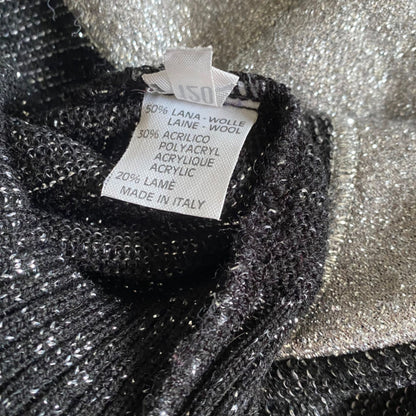 50% LANA - WOLLE
LAINE - WOOL
30% ACRILICO
POLYACRYL
ACRYLIQUE
ACRYLIC
20% LAMÈ
MADE IN ITALY